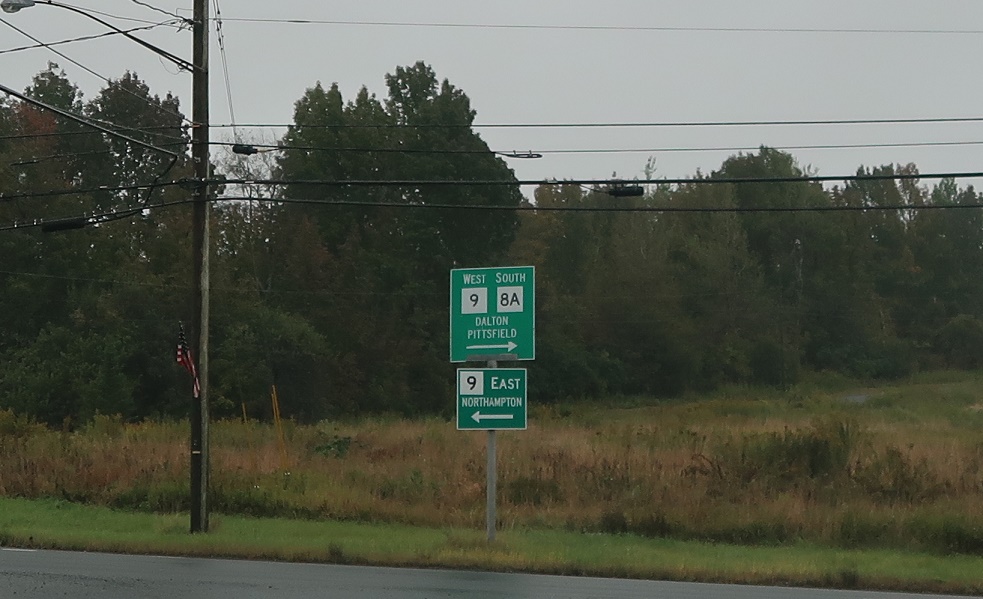 WEST SOUTH
9 8A
DALTON
PITTSFIELD
9 EAST
NORTHAMPTON